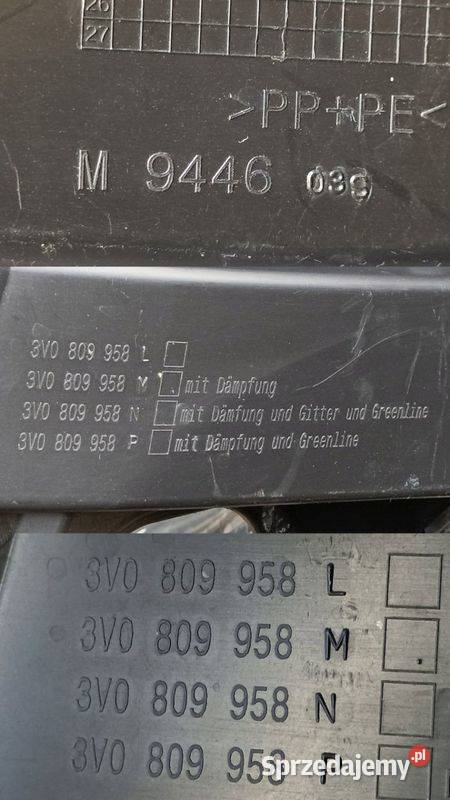 26
27
>PP+PE<
M 9446 039
3V0 809 958 L
3V0 809 958 M mit Dämpfung
3V0 809 958 N mit Dämfung und Gitter und Greenline
3V0 809 958 P mit Dämpfung und Greenline
3V0 809 958 L
3V0 809 958 M
3V0 809 958 N
3V0 809 958 P
Sprzedajemy.pl